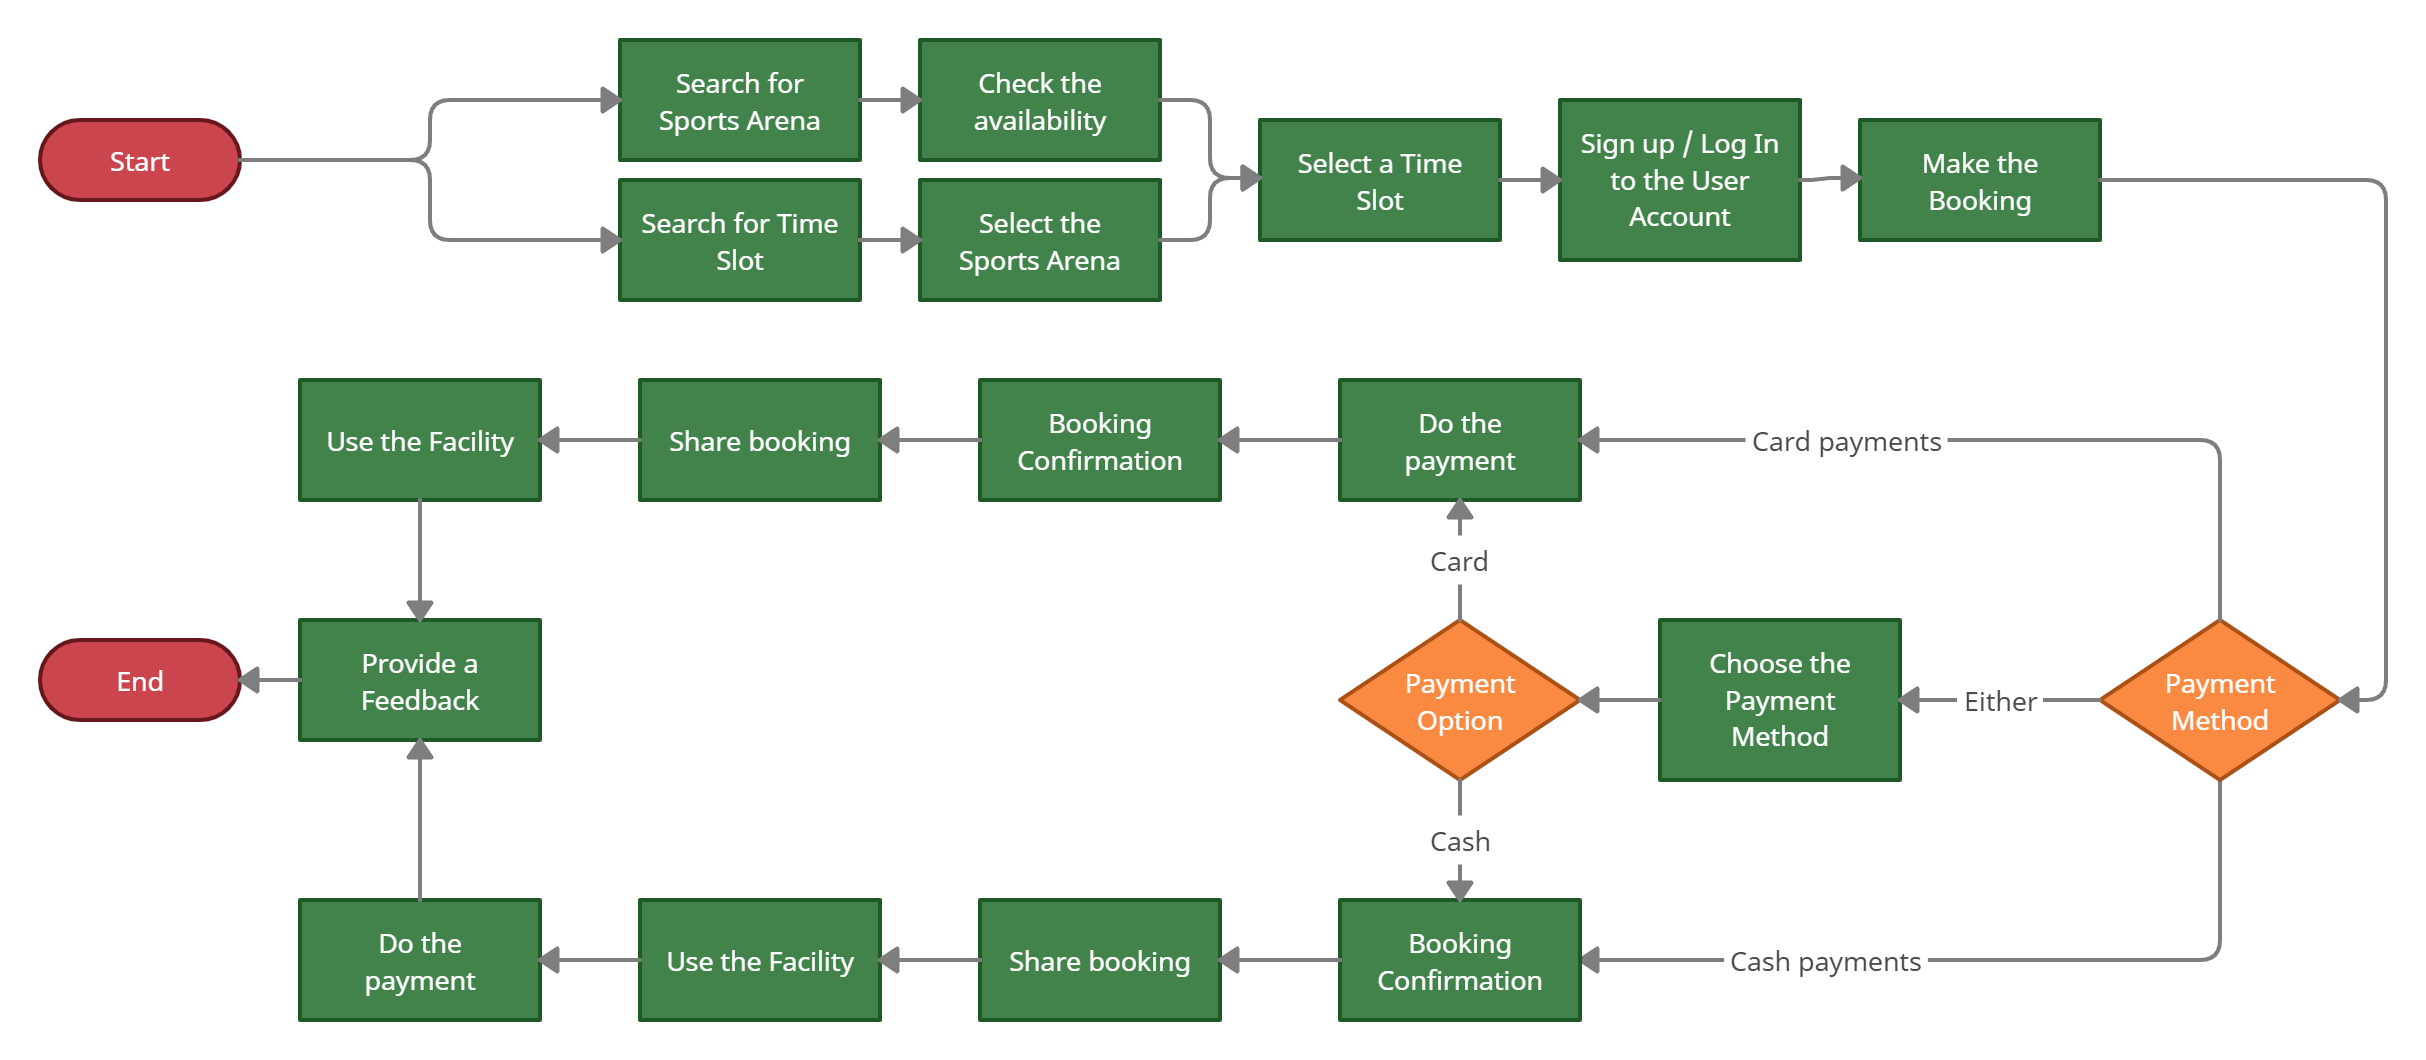 Start
Search for
Sports Arena
Check the
availability
Search for Time
Slot
Select the
Sports Arena
Select a Time
Slot
Sign up / Log In
to the User
Account
Make the
Booking
Use the Facility
Share booking
Booking
Confirmation
Do the
payment
Card payments
Card
End
Provide a
Feedback
Payment
Option
Choose the
Payment
Method
Either
Payment
Method
Cash
Do the
payment
Use the Facility
Share booking
Booking
Confirmation
Cash payments